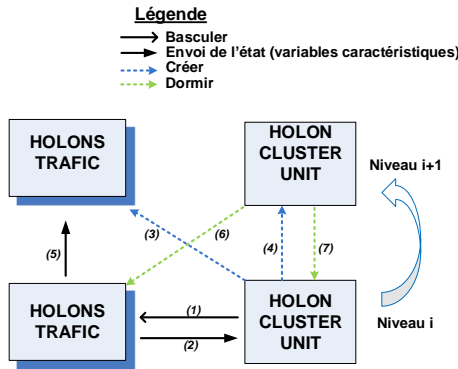 Légende
Basculer
Envoi de l'état (variables caractéristiques)
Créer
Dormir
HOLONS
TRAFIC
HOLON
CLUSTER
UNIT
Niveau i+1
(3)
(6)
(4)
(7)
(5)
HOLONS
TRAFIC
(1)
(2)
HOLON
CLUSTER
UNIT
Niveau i